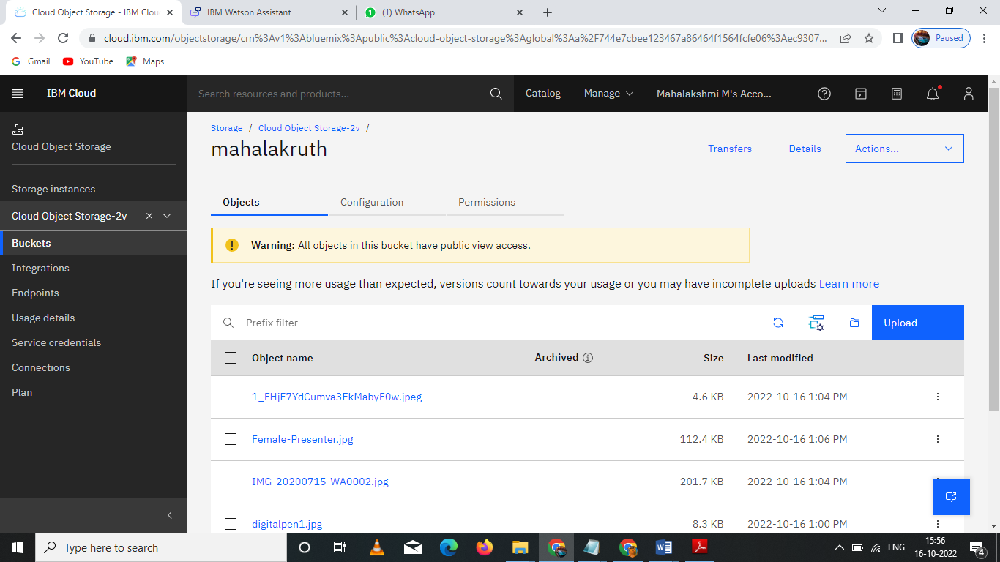 Cloud Object Storage - IBM Clou
IBM Watson Assistant
(1) WhatsApp
cloud.ibm.com/objectstorage/crn%3Av1%3Abluemix%3Apublic%3Acloud-object-storage%3Aglobal%3Aa%2F744e7cbee123467a86464f1564fcfe06%3Aec9307...
Paused
Gmail
YouTube
Maps
IBM Cloud
Search resources and products...
Catalog
Manage
Mahalakshmi M's Acco...
Cloud Object Storage
Storage instances
Cloud Object Storage-2v
Buckets
Integrations
Endpoints
Usage details
Service credentials
Connections
Plan
Storage / Cloud Object Storage-2v /
mahalakruth
Transfers
Details
Actions...
Objects
Configuration
Permissions
Warning: All objects in this bucket have public view access.
If you're seeing more usage than expected, versions count towards your usage or you may have incomplete uploads Learn more
Prefix filter
Upload
Object name Archived Size Last modified
1_FHjF7YdCumva3EkMabyF0w.jpeg 4.6 KB 2022-10-16 1:04 PM
Female-Presenter.jpg 112.4 KB 2022-10-16 1:06 PM
IMG-20200715-WA0002.jpg 201.7 KB 2022-10-16 1:04 PM
digitalpen1.jpg 8.3 KB 2022-10-16 1:00 PM
Type here to search
ENG
15:56
16-10-2022
4